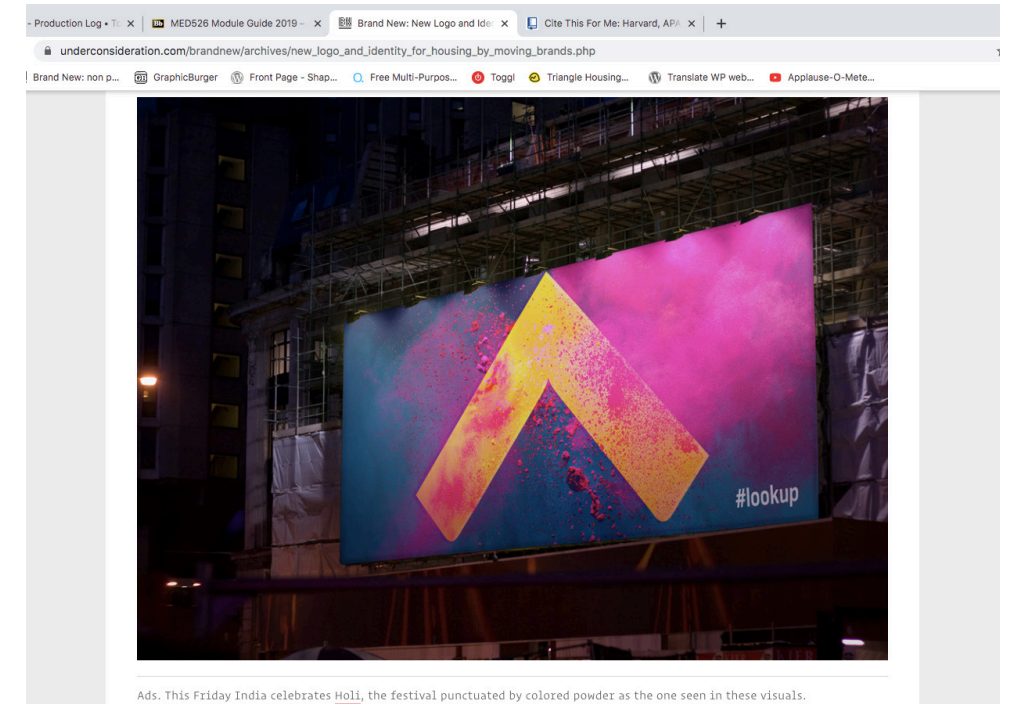 - Production Log • To
MED526 Module Guide 2019 –
Brand New: New Logo and Iden
Cite This For Me: Harvard, APA
underconsideration.com/brandnew/archives/new_logo_and_identity_for_housing_by_moving_brands.php
Brand New: non p...
GraphicBurger
Front Page - Shap...
Free Multi-Purpos...
Toggl
Triangle Housing...
Translate WP web...
Applause-O-Mete...
#lookup
Ads. This Friday India celebrates Holi, the festival punctuated by colored powder as the one seen in these visuals.